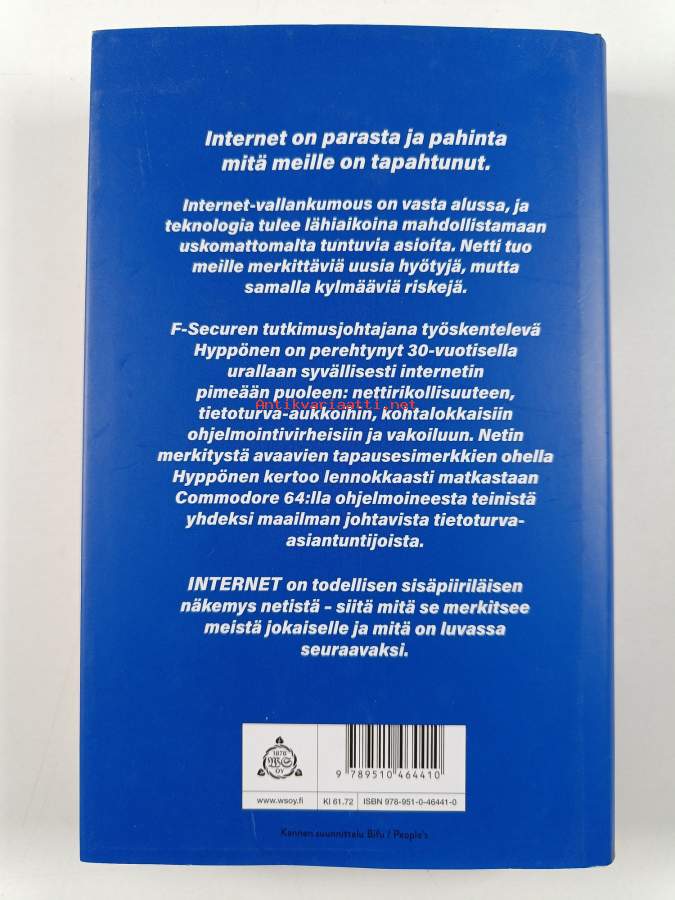 Internet on parasta ja pahinta
mitä meille on tapahtunut.
Internet-vallankumous on vasta alussa, ja
teknologia tulee lähiaikoina mahdollistamaan
uskomattomalta tuntuvia asioita. Netti tuo
meille merkittäviä uusia hyötyjä, mutta
samalla kylmääviä riskejä.
F-Securen tutkimusjohtajana työskentelevä
Hyppönen on perehtynyt 30-vuotisella
urallaan syvällisesti internetin
pimeään puoleen: nettirikollisuuteen,
Antikvariaatti.net
tietoturva-aukkoihin, kohtalokkaisiin
ohjelmointivirheisiin ja vakoiluun. Netin
merkitystä avaavien tapausesimerkkien ohella
Hyppönen kertoo lennokkaasti matkastaan
Commodore 64:llä ohjelmoineesta teinistä
yhdeksi maailman johtavista tietoturva-
asiantuntijoista.
INTERNET on todellisen sisäpiiriläisen
näkemys netistä – siitä mitä se merkitsee
meistä jokaiselle ja mitä on luvassa
seuraavaksi.
1878
WS
OY
9 789510 464410
www.wsoy.fi
Kl 61.72
ISBN 978-951-0-46441-0
Kannen suunnittelu Bifu / People's